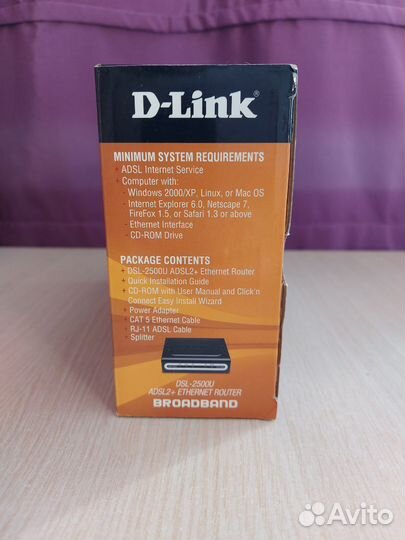 D-Link®
MINIMUM SYSTEM REQUIREMENTS
- ADSL Internet Service
- Computer with:
- Windows 2000/XP, Linux, or Mac OS
- Internet Explorer 6.0, Netscape 7,
FireFox 1.5, or Safari 1.3 or above
- Ethernet Interface
- CD-ROM Drive
PACKAGE CONTENTS
+ DSL-2500U ADSL2+ Ethernet Router
+ Quick Installation Guide
+ CD-ROM with User Manual and Click'n
Connect Easy Install Wizard
+ Power Adapter
+ CAT 5 Ethernet Cable
+ RJ-11 ADSL Cable
- Splitter
DSL-2500U
ADSL2+ ETHERNET ROUTER
BROADBAND
Avito